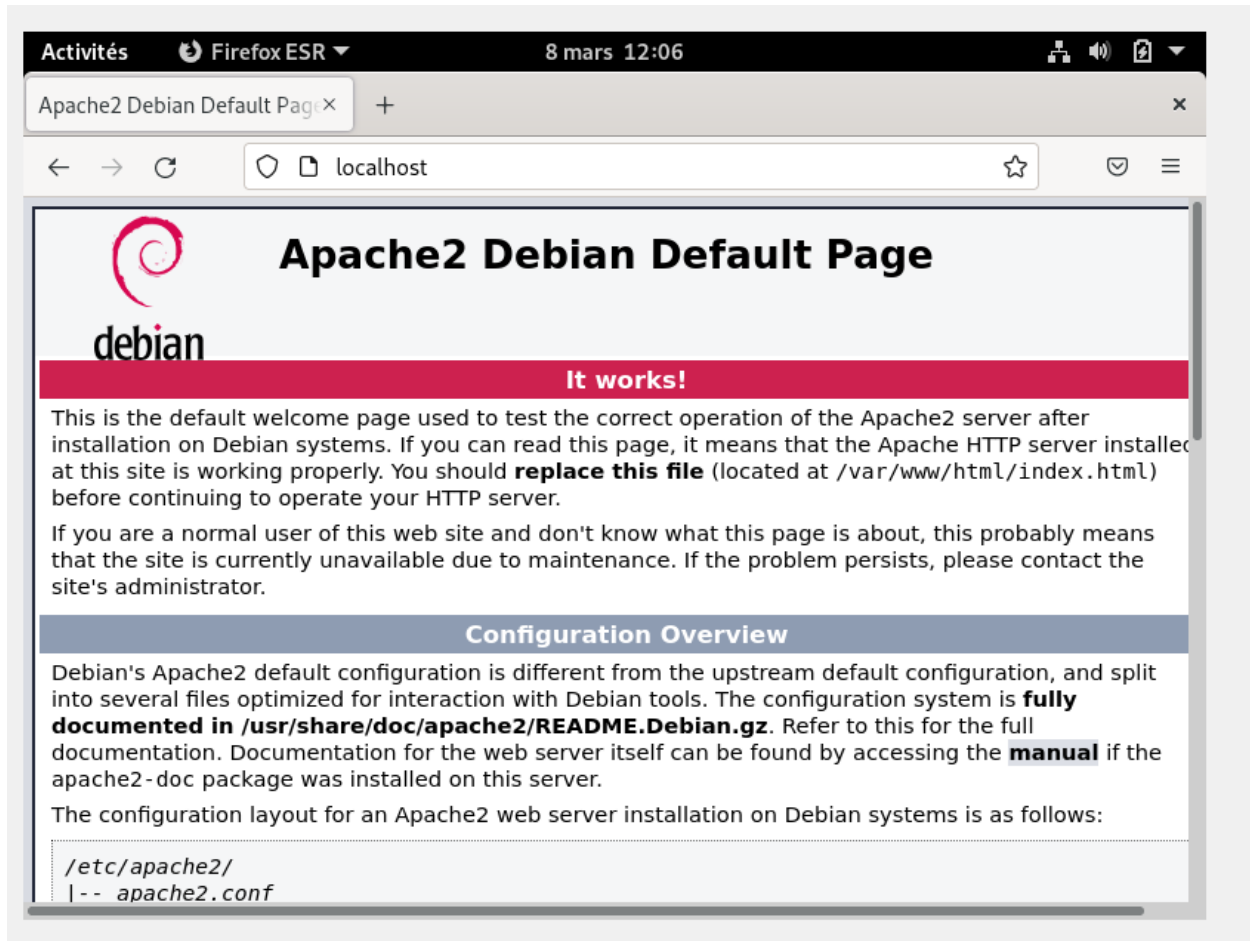 Activités Firefox ESR 8 mars 12:06
Apache2 Debian Default Page
localhost
debian
Apache2 Debian Default Page
It works!
This is the default welcome page used to test the correct operation of the Apache2 server after
installation on Debian systems. If you can read this page, it means that the Apache HTTP server installed
at this site is working properly. You should replace this file (located at /var/www/html/index.html)
before continuing to operate your HTTP server.
If you are a normal user of this web site and don't know what this page is about, this probably means
that the site is currently unavailable due to maintenance. If the problem persists, please contact the
site's administrator.
Configuration Overview
Debian's Apache2 default configuration is different from the upstream default configuration, and split
into several files optimized for interaction with Debian tools. The configuration system is fully
documented in /usr/share/doc/apache2/README.Debian.gz. Refer to this for the full
documentation. Documentation for the web server itself can be found by accessing the manual if the
apache2-doc package was installed on this server.
The configuration layout for an Apache2 web server installation on Debian systems is as follows:
/etc/apache2/
|-- apache2.conf